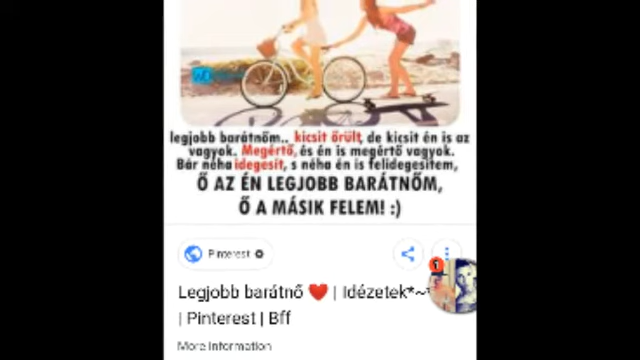 legjobb barátnőm.. kicsit őrült, de kicsit én is az
vagyok. Megértő, és én is megértő vagyok.
Bár néha idegesít, s néha én is felidegesítem,
Ő AZ ÉN LEGJOBB BARÁTNŐM,
Ő A MÁSIK FELEM! :)
Pinterest
1
Legjobb barátnő ❤ | Idézetek*~*
| Pinterest | Bff
More Information